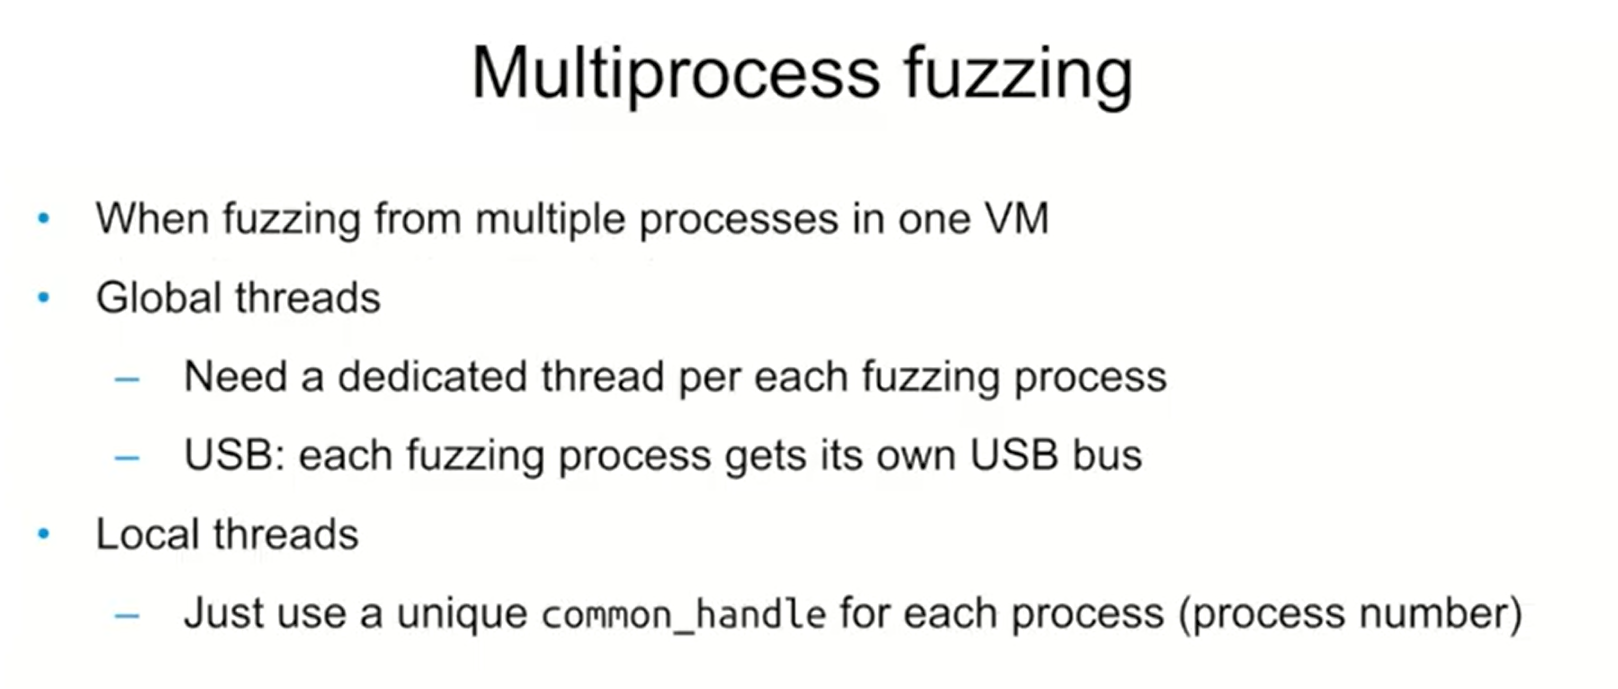 Multiprocess fuzzing
• When fuzzing from multiple processes in one VM
• Global threads
– Need a dedicated thread per each fuzzing process
– USB: each fuzzing process gets its own USB bus
• Local threads
– Just use a unique common_handle for each process (process number)